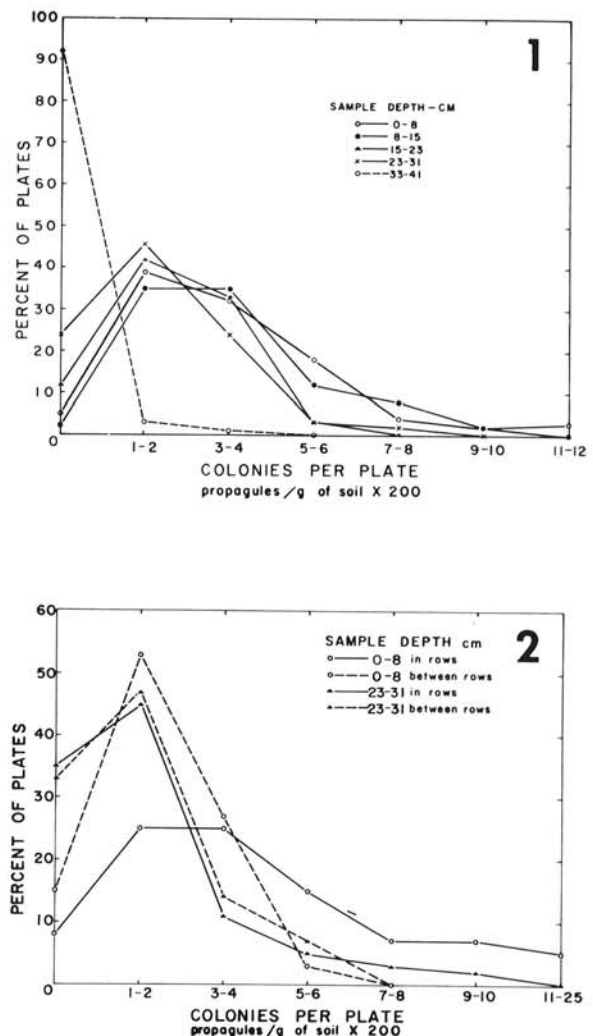 1
100
90
80
70
60
50
40
30
20
10
0
PERCENT OF PLATES
SAMPLE DEPTH - CM
0-8
8-15
15-23
23-31
33-41
1-2 3-4 5-6 7-8 9-10 11-12
COLONIES PER PLATE
propagules/g of soil X 200
2
60
50
40
30
20
10
PERCENT OF PLATES
SAMPLE DEPTH cm
0-8 in rows
0-8 between rows
23-31 in rows
23-31 between rows
1-2 3-4 5-6 7-8 9-10 11-25
COLONIES PER PLATE
propagules/g of soil X 200